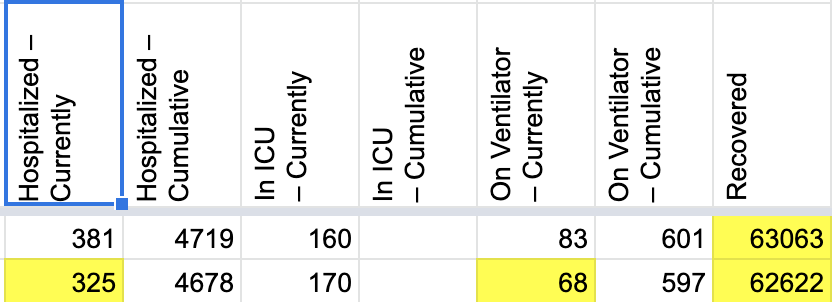 Hospitalized –
Currently
Hospitalized –
Cumulative
In ICU
– Currently
In ICU
– Cumulative
On Ventilator
– Currently
On Ventilator
– Cumulative
Recovered
381 4719 160 83 601 63063
325 4678 170 68 597 62622